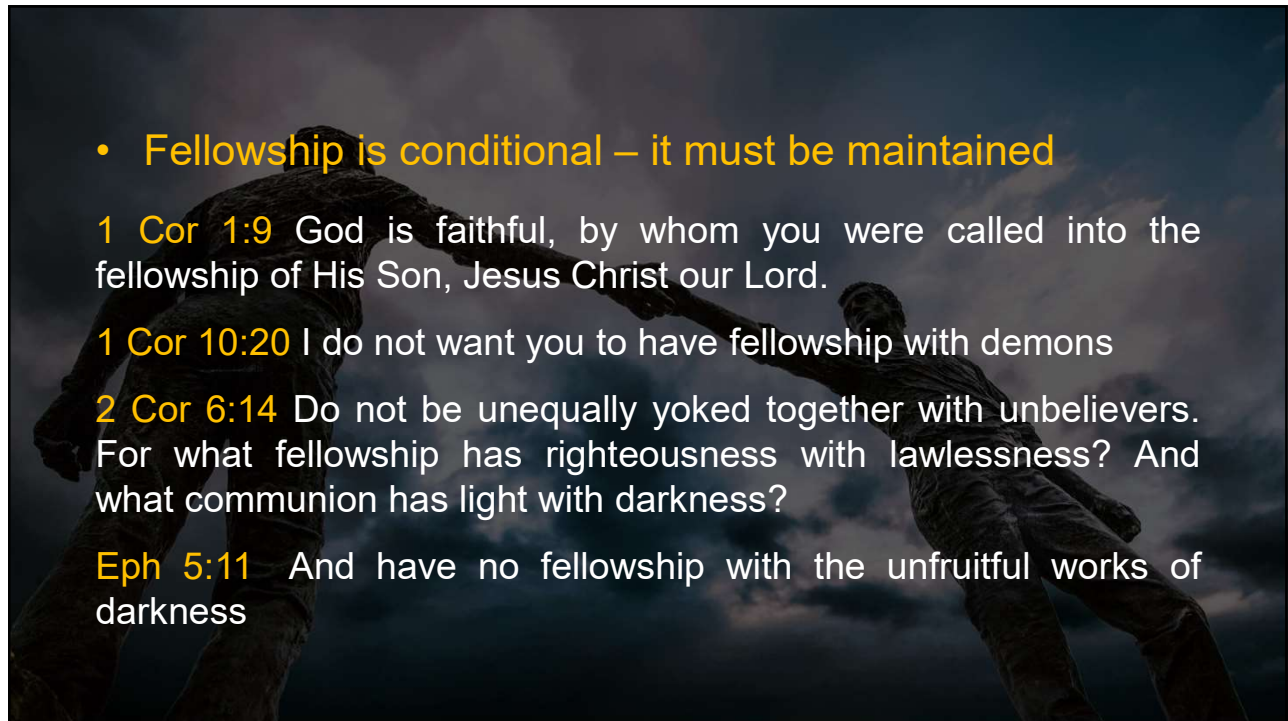 • Fellowship is conditional – it must be maintained
1 Cor 1:9 God is faithful, by whom you were called into the
fellowship of His Son, Jesus Christ our Lord.
1 Cor 10:20 I do not want you to have fellowship with demons
2 Cor 6:14 Do not be unequally yoked together with unbelievers.
For what fellowship has righteousness with lawlessness? And
what communion has light with darkness?
Eph 5:11 And have no fellowship with the unfruitful works of
darkness